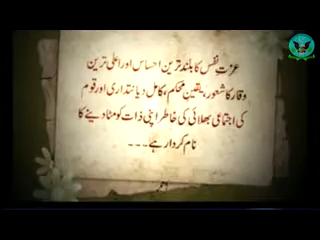 عزتِ نفس کا بلند ترین احساس اور اعلیٰ ترین
وقار کا شعور، یقینِ محکم، کامل دیانتداری اور قوم
کی اجتماعی بھلائی کی خاطر اپنی ذات کو مٹا دینے کا
نام کردار ہے۔۔۔